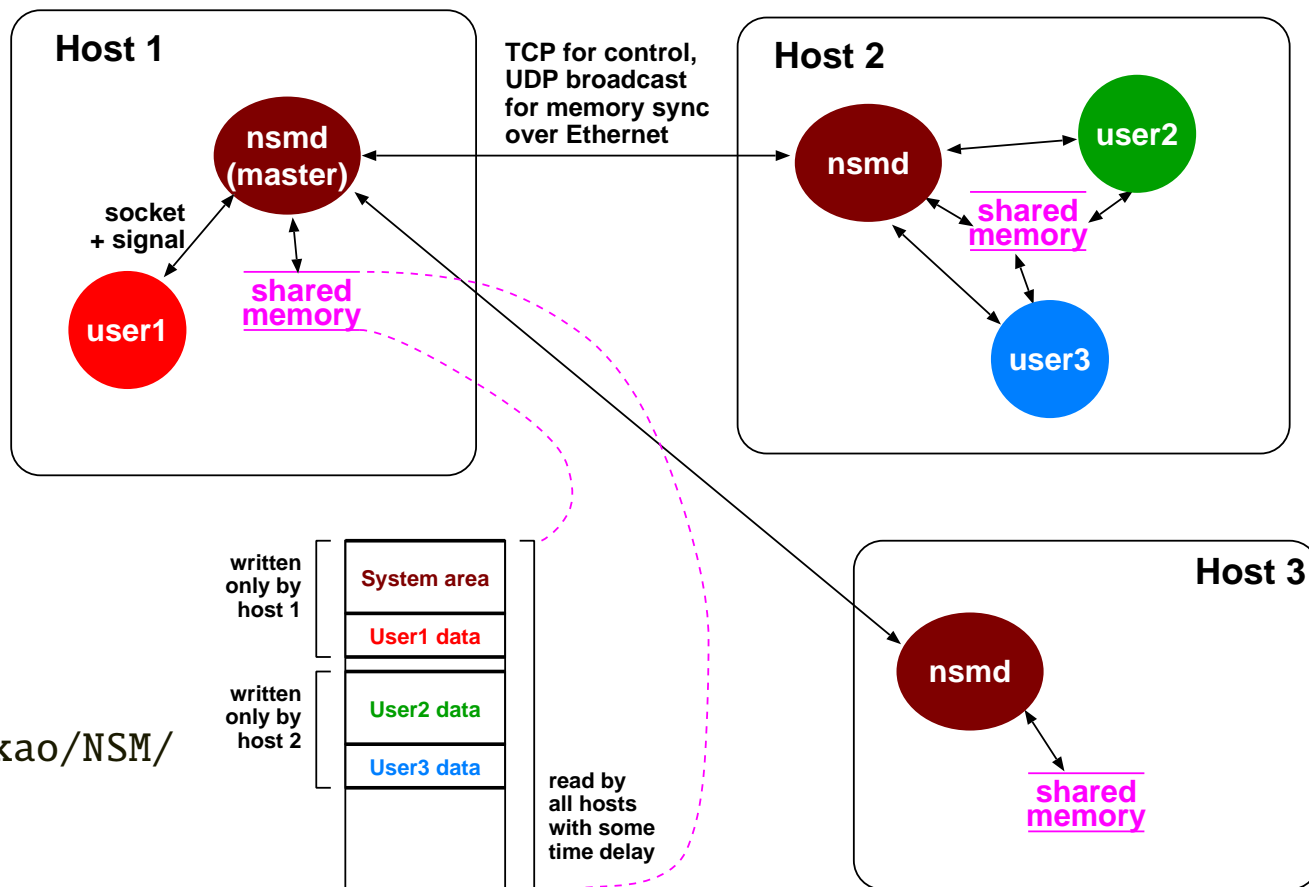 Host 1
nsmd
(master)
socket
+ signal
user1
shared
memory
TCP for control,
UDP broadcast
for memory sync
over Ethernet
Host 2
nsmd
user2
shared
memory
user3
written
only by
host 1
System area
User1 data
written
only by
host 2
User2 data
User3 data
read by
all hosts
with some
time delay
kao/NSM/
Host 3
nsmd
shared
memory